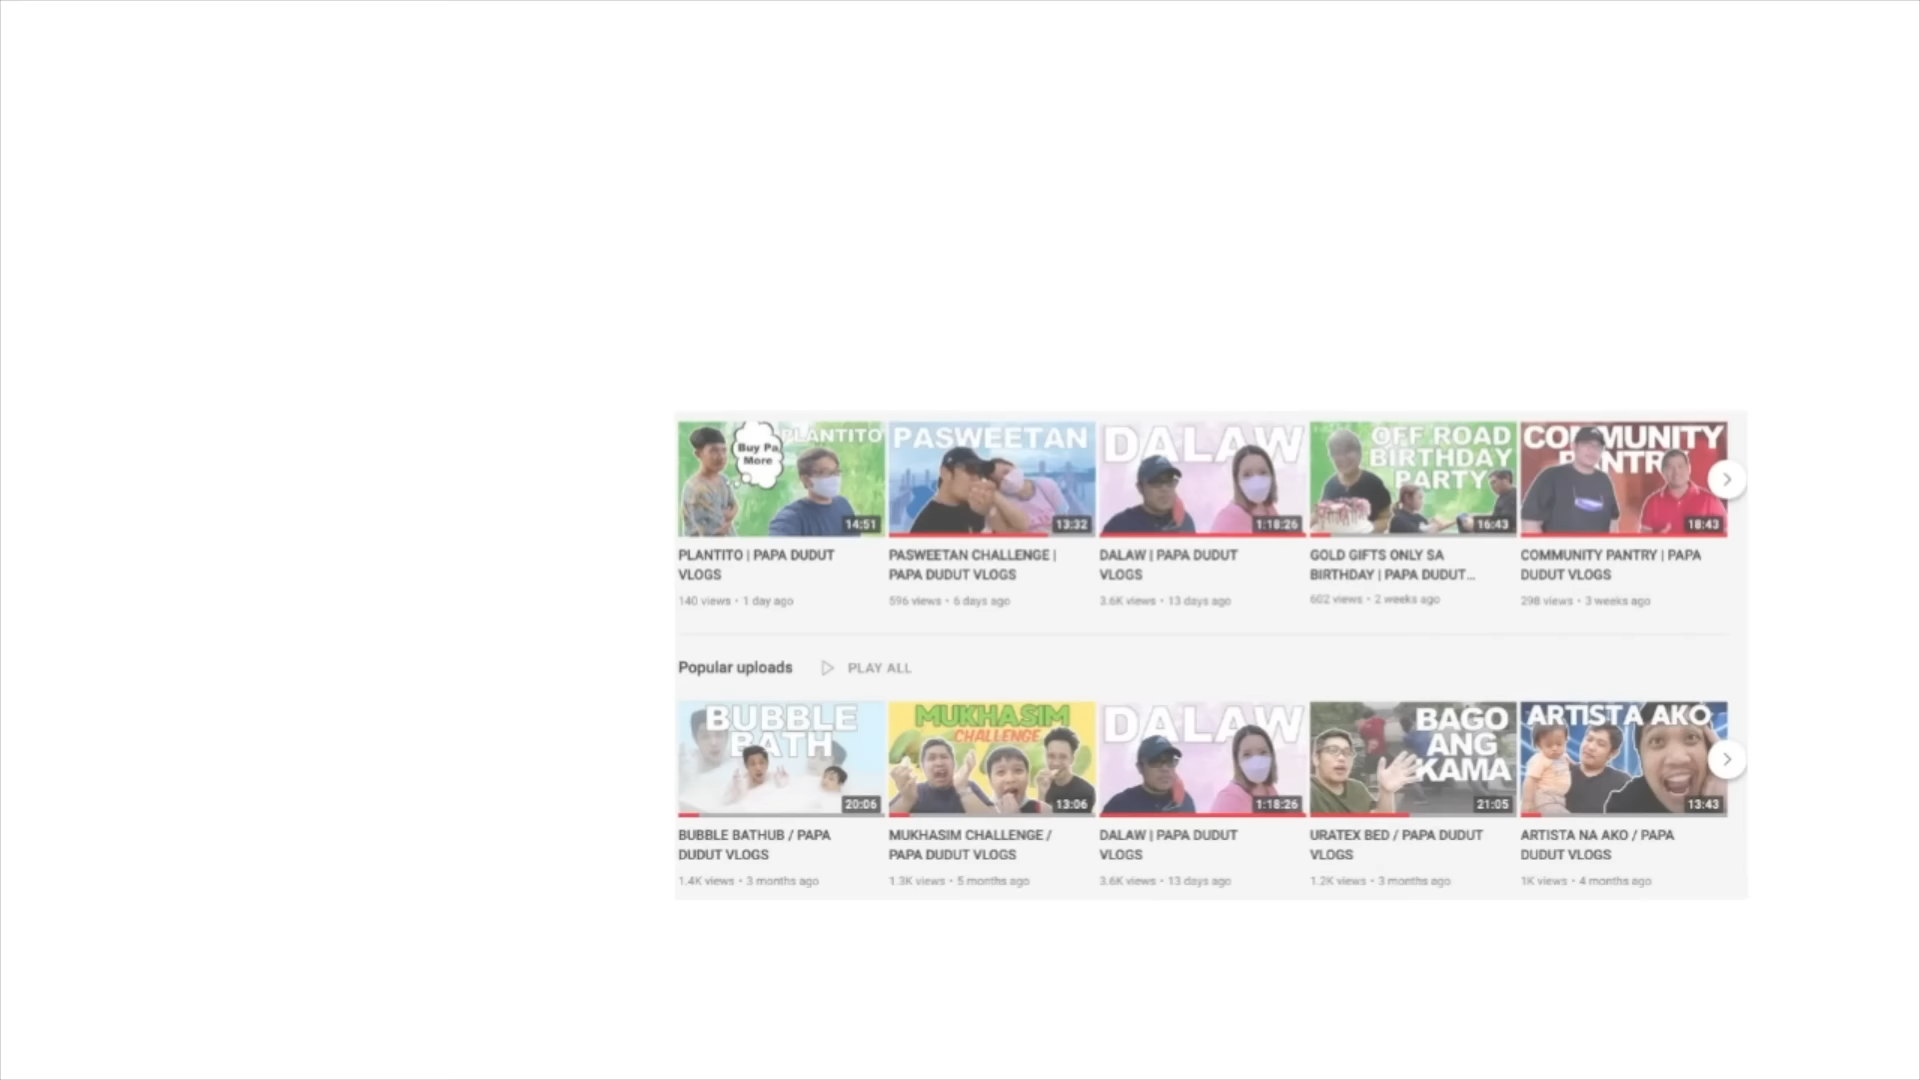 Buy Pa
More
PLANTITO
14:51
PASWEETAN
13:32
DALAW
1:18:26
OFF ROAD
BIRTHDAY
PARTY
16:43
COMMUNITY
PANTRY
18:43
PLANTITO | PAPA DUDUT
VLOGS
140 views • 1 day ago
PASWEETAN CHALLENGE |
PAPA DUDUT VLOGS
596 views • 6 days ago
DALAW | PAPA DUDUT
VLOGS
3.6K views • 13 days ago
GOLD GIFTS ONLY SA
BIRTHDAY | PAPA DUDUT...
602 views • 2 weeks ago
COMMUNITY PANTRY | PAPA
DUDUT VLOGS
298 views • 3 weeks ago
Popular uploads
PLAY ALL
BUBBLE
BATH
20:06
MUKHASIM
CHALLENGE
13:06
DALAW
1:18:26
BAGO
ANG
KAMA
21:05
ARTISTA AKO
13:43
BUBBLE BATHUB / PAPA
DUDUT VLOGS
1.4K views • 3 months ago
MUKHASIM CHALLENGE /
PAPA DUDUT VLOGS
1.3K views • 5 months ago
DALAW | PAPA DUDUT
VLOGS
3.6K views • 13 days ago
URATEX BED / PAPA DUDUT
VLOGS
1.2K views • 3 months ago
ARTISTA NA AKO / PAPA
DUDUT VLOGS
1K views • 4 months ago